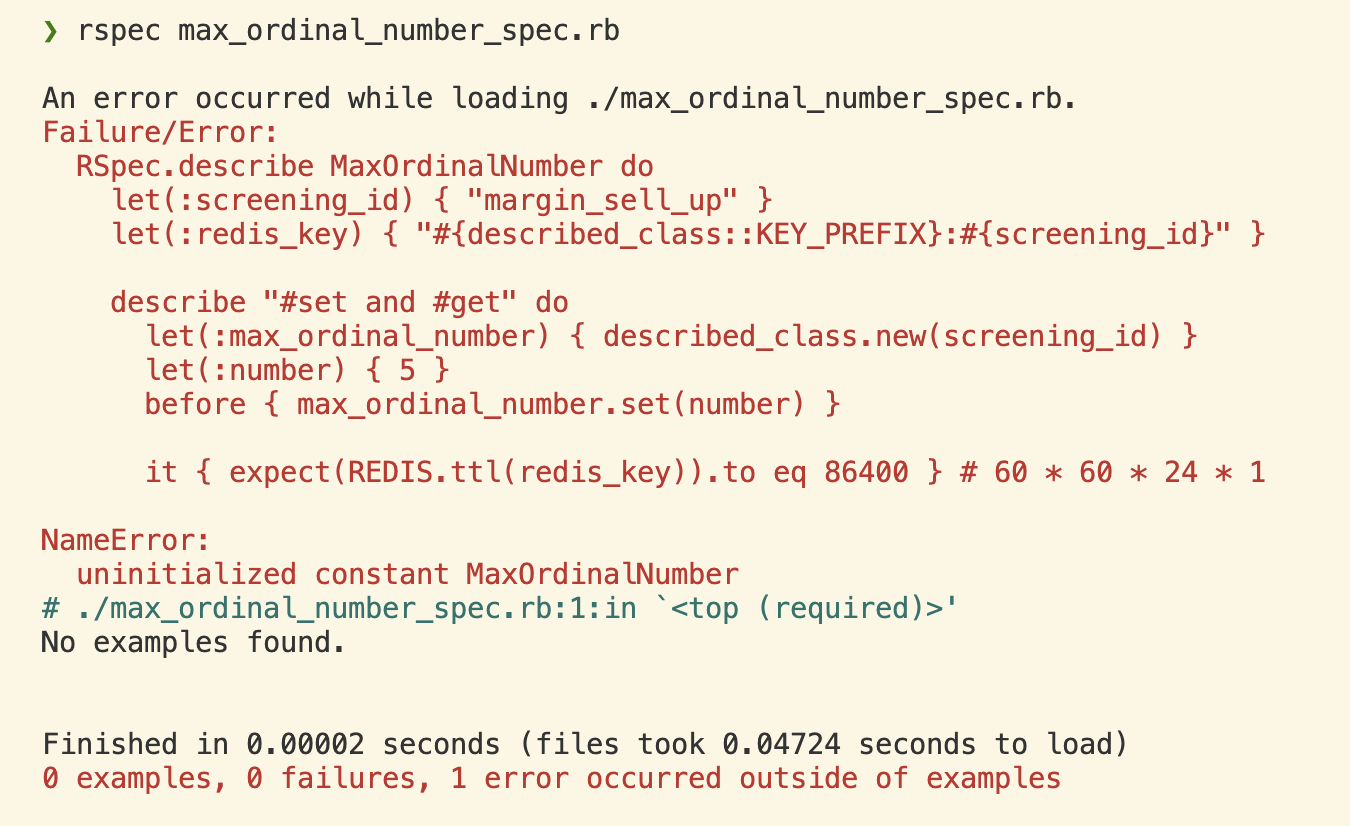 ❯ rspec max_ordinal_number_spec.rb

An error occurred while loading ./max_ordinal_number_spec.rb.
Failure/Error:
  RSpec.describe MaxOrdinalNumber do
    let(:screening_id) { "margin_sell_up" }
    let(:redis_key) { "#{described_class::KEY_PREFIX}:#{screening_id}" }

    describe "#set and #get" do
      let(:max_ordinal_number) { described_class.new(screening_id) }
      let(:number) { 5 }
      before { max_ordinal_number.set(number) }

      it { expect(REDIS.ttl(redis_key)).to eq 86400 } # 60 * 60 * 24 * 1

NameError:
  uninitialized constant MaxOrdinalNumber
# ./max_ordinal_number_spec.rb:1:in `<top (required)>'
No examples found.


Finished in 0.00002 seconds (files took 0.04724 seconds to load)
0 examples, 0 failures, 1 error occurred outside of examples